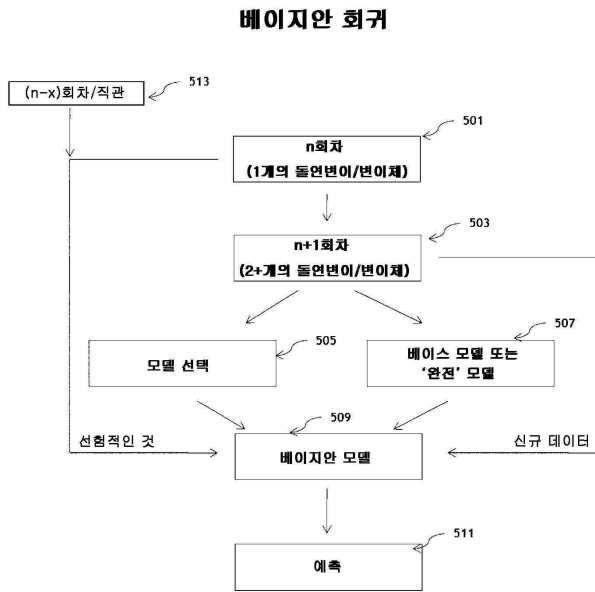 베이지안 회귀
(n-x)회차/직관
513
501
n회차
(1개의 돌연변이/변이체)
503
n+1회차
(2+개의 돌연변이/변이체)
505
모델 선택
507
베이스 모델 또는
‘완전’ 모델
509
선험적인 것
신규 데이터
베이지안 모델
511
예측